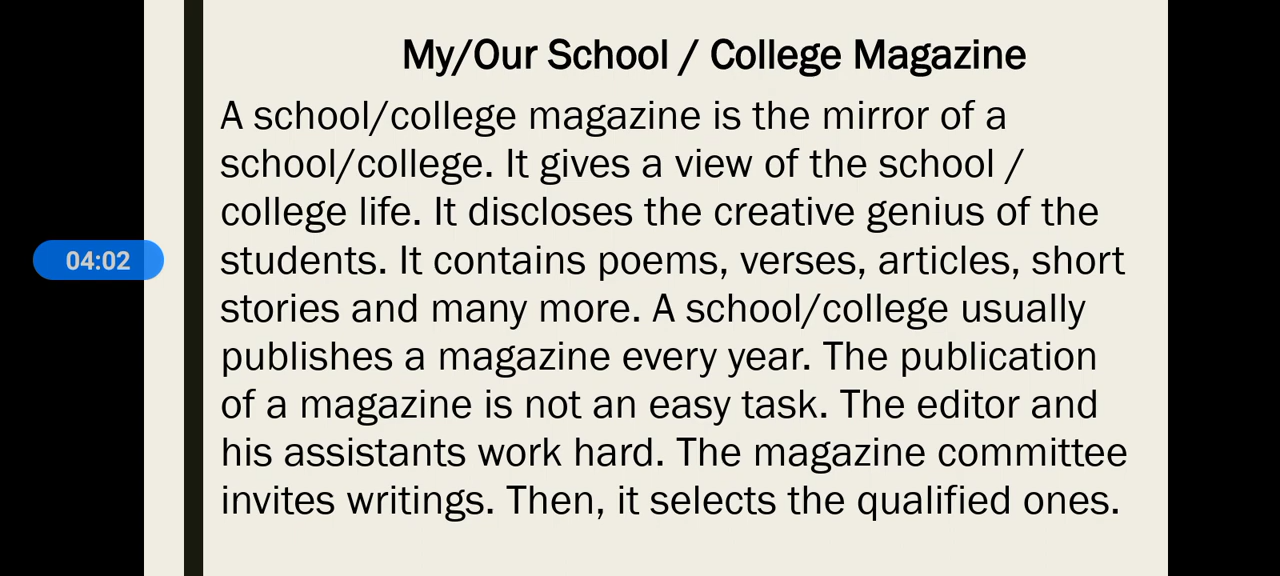 My/Our School / College Magazine
A school/college magazine is the mirror of a
school/college. It gives a view of the school /
college life. It discloses the creative genius of the
04:02
students. It contains poems, verses, articles, short
stories and many more. A school/college usually
publishes a magazine every year. The publication
of a magazine is not an easy task. The editor and
his assistants work hard. The magazine committee
invites writings. Then, it selects the qualified ones.